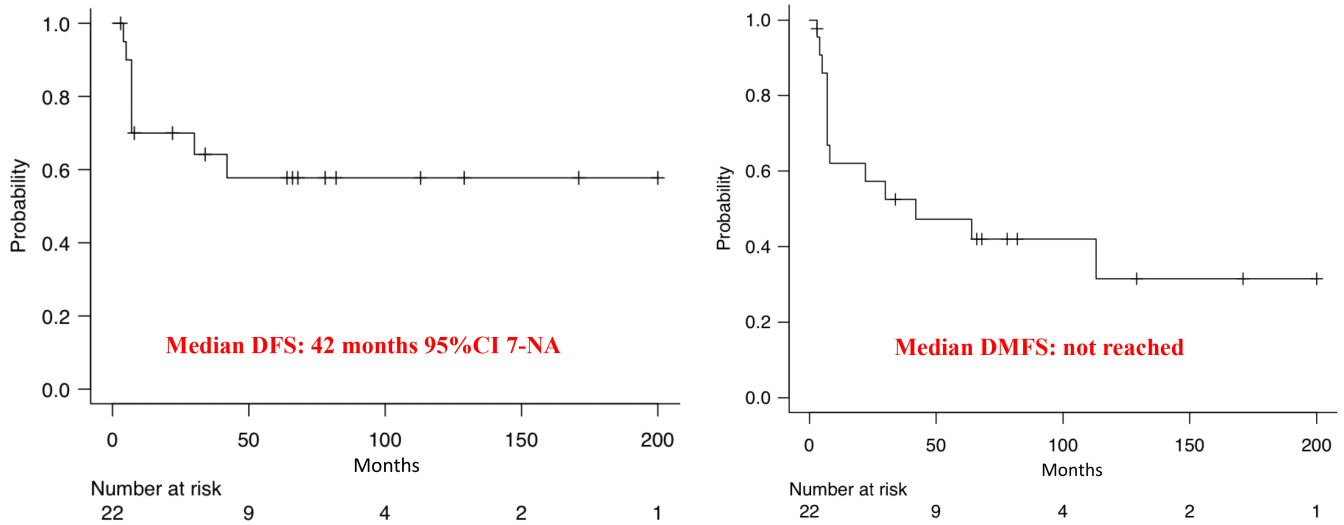 1.0
0.8
0.6
0.4
0.2
0.0
Probability
Median DFS: 42 months 95%CI 7-NA
0 50 100 150 200
Months
Number at risk
22 9 4 2 1
1.0
0.8
0.6
0.4
0.2
0.0
Probability
Median DMFS: not reached
0 50 100 150 200
Months
Number at risk
22 9 4 2 1